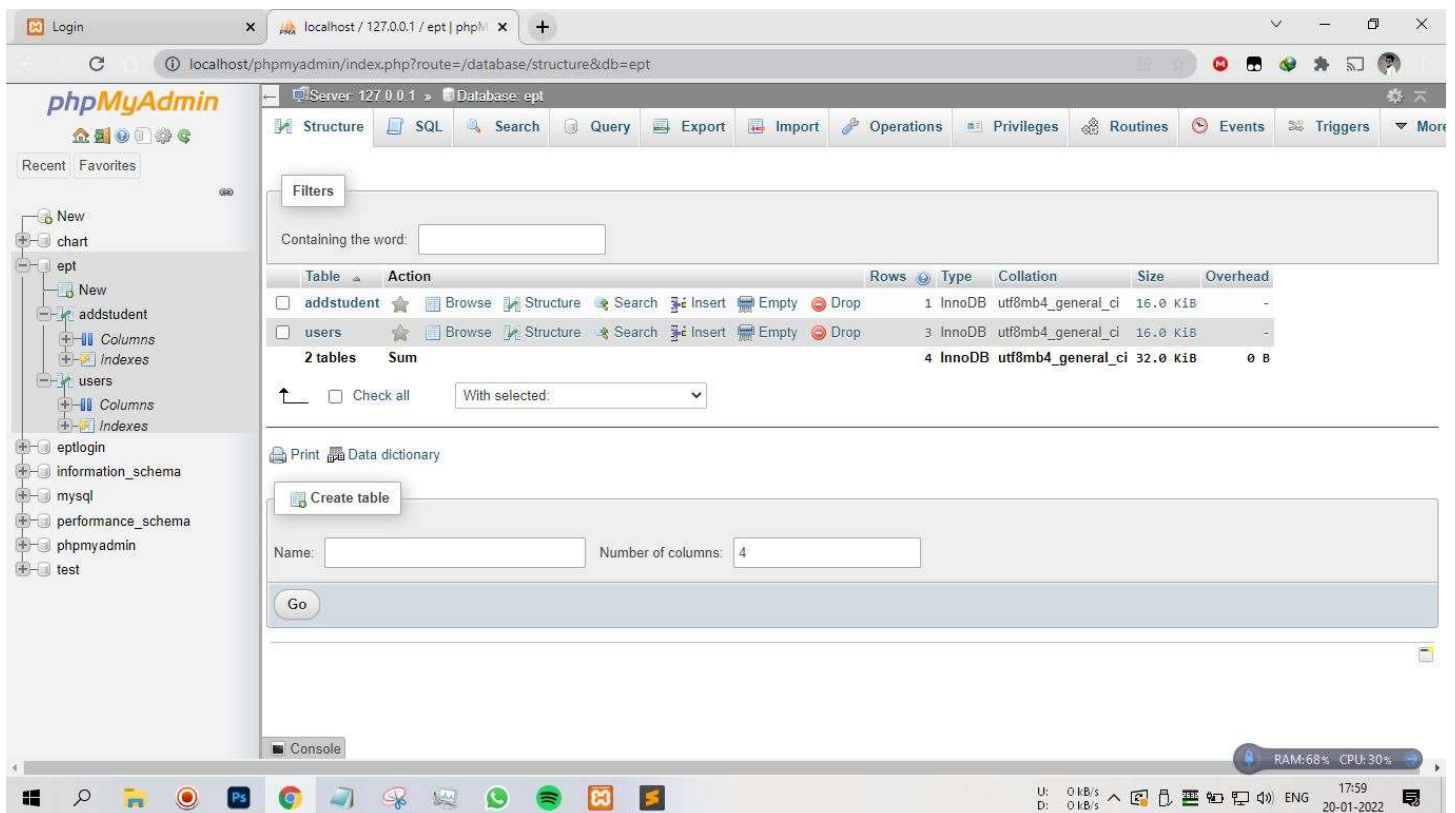 Login
localhost / 127.0.0.1 / ept | phpM
localhost/phpmyadmin/index.php?route=/database/structure&db=ept
phpMyAdmin
Recent Favorites
New
chart
ept
New
addstudent
Columns
Indexes
users
Columns
Indexes
eptlogin
information_schema
mysql
performance_schema
phpmyadmin
test
Server: 127.0.0.1 » Database: ept
Structure SQL Search Query Export Import Operations Privileges Routines Events Triggers More
Filters
Containing the word:
Table Action Rows Type Collation Size Overhead
addstudent Browse Structure Search Insert Empty Drop 1 InnoDB utf8mb4_general_ci 16.0 KiB -
users Browse Structure Search Insert Empty Drop 3 InnoDB utf8mb4_general_ci 16.0 KiB -
2 tables Sum 4 InnoDB utf8mb4_general_ci 32.0 KiB 0 B
Check all With selected:
Print Data dictionary
Create table
Name: Number of columns: 4
Go
Console
RAM:68% CPU:30%
Ps
U: 0 kB/s
D: 0 kB/s
ENG
17:59
20-01-2022